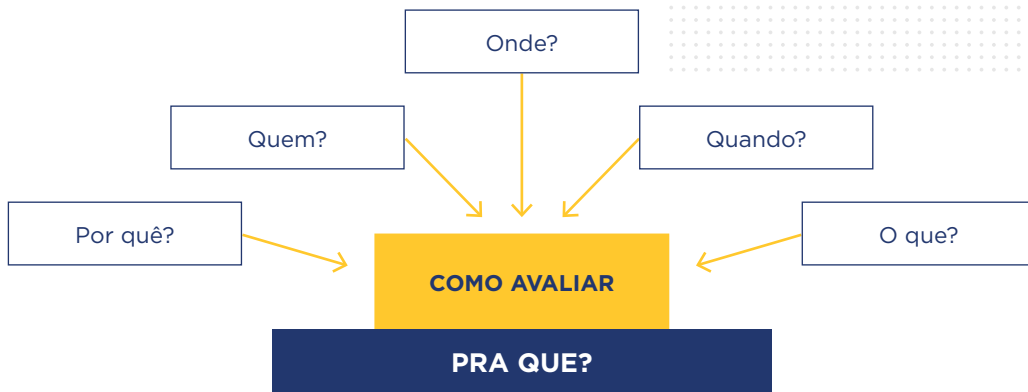 Onde?
Quem?
Quando?
Por quê?
O que?
COMO AVALIAR
PRA QUE?